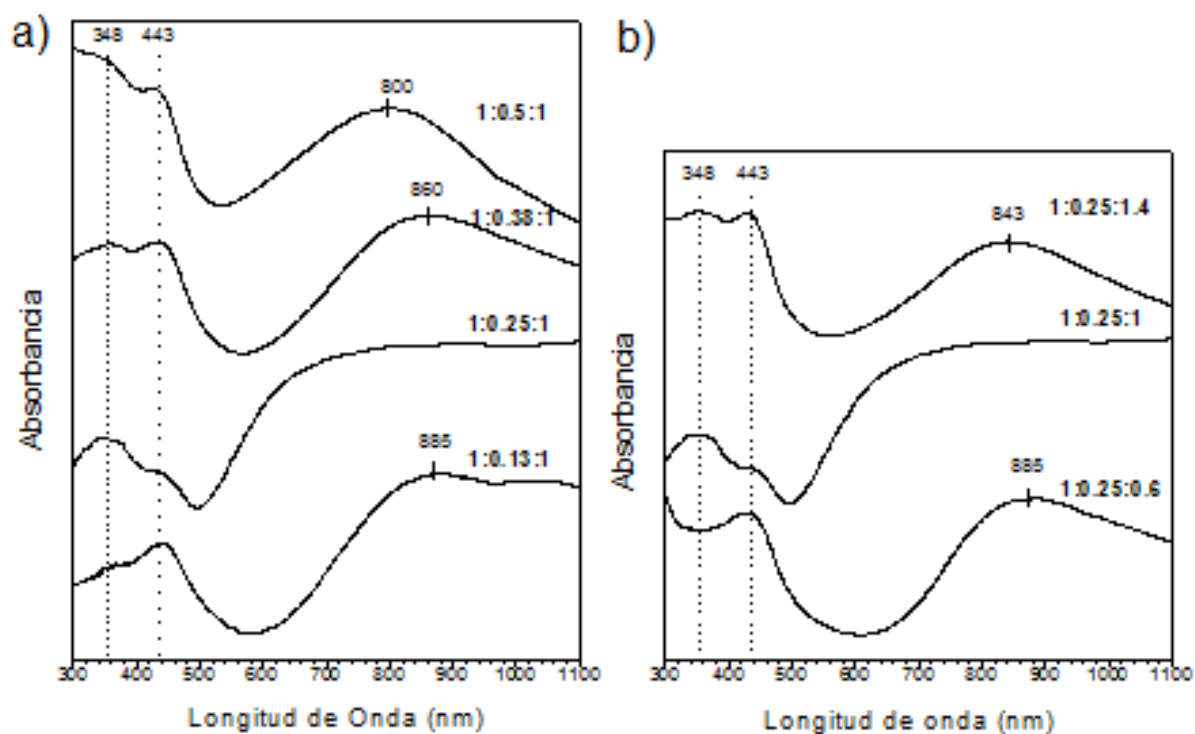 a)
348 443
800
1:0.5:1
860
1:0.38:1
1:0.25:1
885
1:0.13:1
Absorbancia
300 400 500 600 700 800 900 1000 1100
Longitud de Onda (nm)
b)
348 443
843
1:0.25:1.4
1:0.25:1
885
1:0.25:0.6
Absorbancia
300 400 500 600 700 800 900 1000 1100
Longitud de onda (nm)